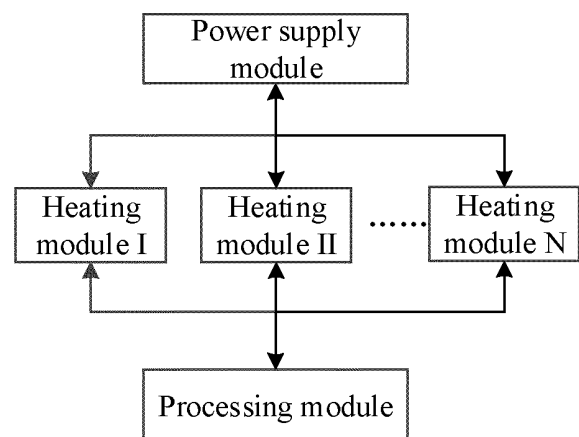 Power supply
module
Heating
module I
Heating
module II
……
Heating
module N
Processing module